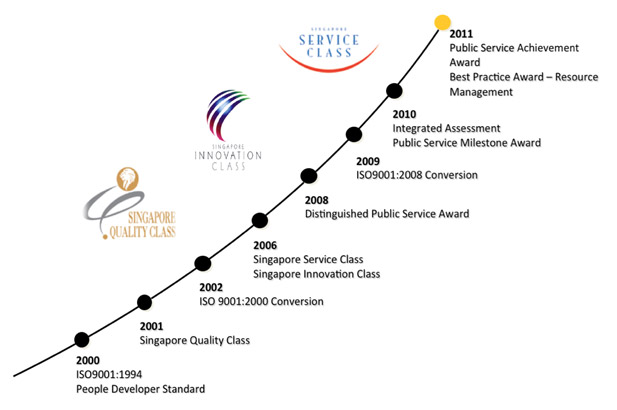 SINGAPORE
SERVICE
CLASS
2011
Public Service Achievement
Award
Best Practice Award – Resource
Management
2010
Integrated Assessment
Public Service Milestone Award
SINGAPORE
INNOVATION
CLASS
2009
ISO9001:2008 Conversion
2008
Distinguished Public Service Award
SINGAPORE
QUALITY CLASS
2006
Singapore Service Class
Singapore Innovation Class
2002
ISO 9001:2000 Conversion
2001
Singapore Quality Class
2000
ISO9001:1994
People Developer Standard